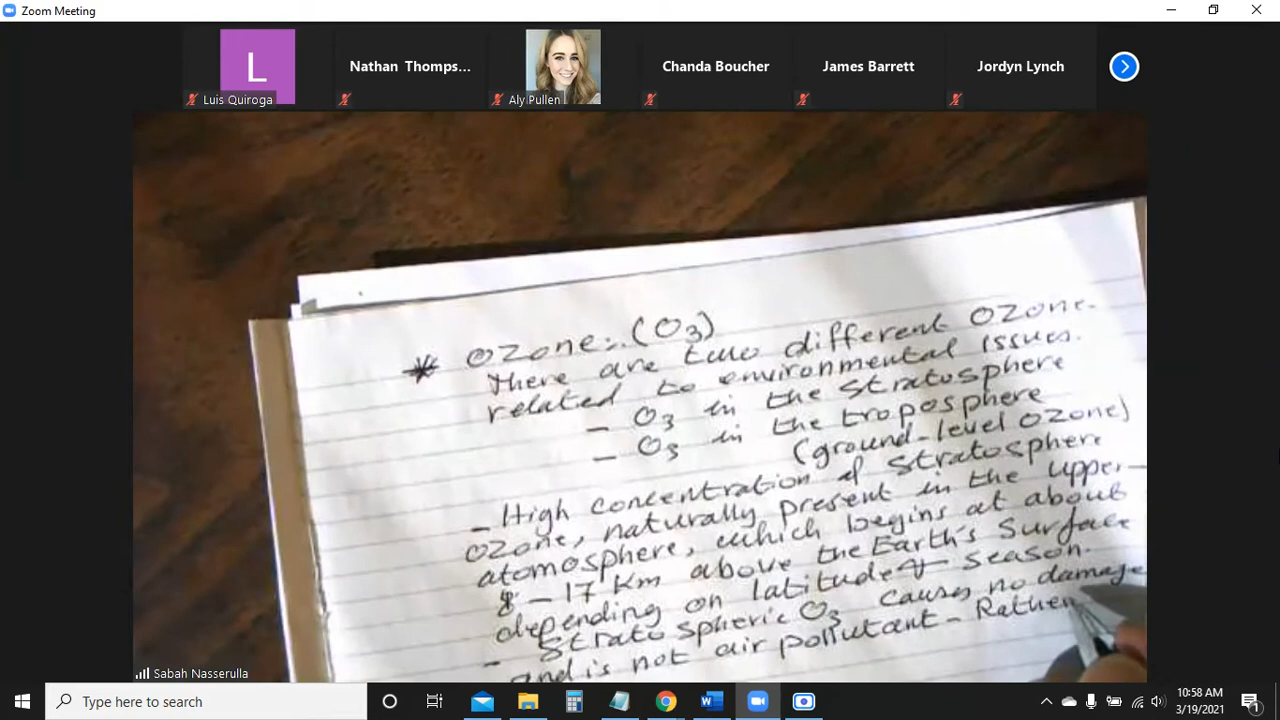 Zoom Meeting
L
Luis Quiroga
Nathan Thomps...
Aly Pullen
Chanda Boucher
James Barrett
Jordyn Lynch
* Ozone:. (O3)
There are two different Ozone.
related to environmental Issues.
- O3 in the stratosphere
- O3 in the troposphere
(ground-level Ozone)
- High concentration of Stratosphere
Ozone, naturally present in the upper-
atomosphere, which begins at about
8 - 17 Km above the Earth's Surface
depending on latitude & season.
- Stratospheric O3 causes no damage
and is not air pollutant - Rather
Sabah Nasserulla
Type here to search
10:58 AM
3/19/2021
1